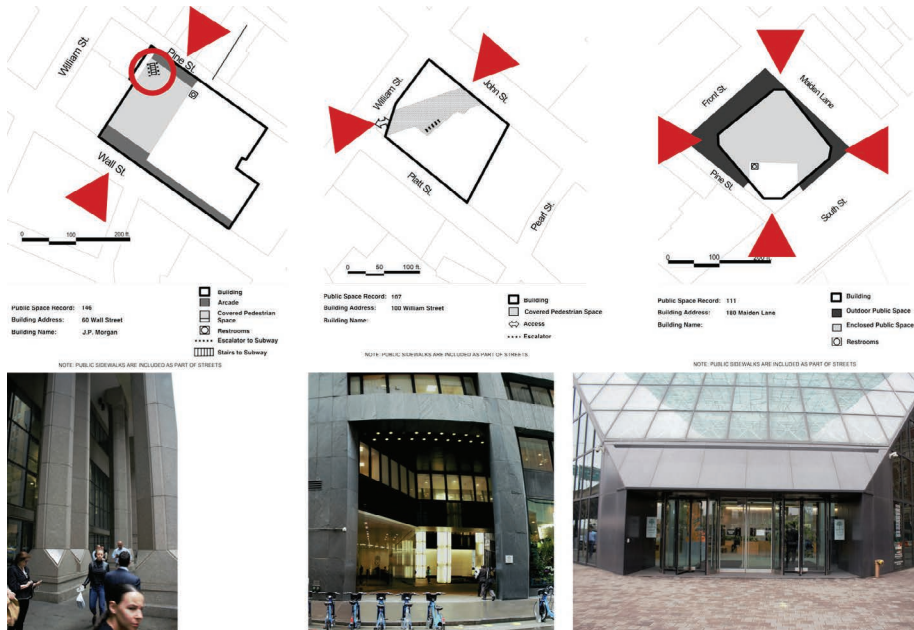 William St.
Pine St.
Wall St.
0 100 200 ft.
Public Space Record: 146
Building Address: 60 Wall Street
Building Name: J.P. Morgan
Building
Arcade
Covered Pedestrian
Space
Restrooms
Escalator to Subway
Stairs to Subway
NOTE: PUBLIC SIDEWALKS ARE INCLUDED AS PART OF STREETS
William St.
John St.
Platt St.
Pearl St.
0 50 100 ft.
Public Space Record: 107
Building Address: 100 William Street
Building Name:
Building
Covered Pedestrian Space
Access
Escalator
NOTE: PUBLIC SIDEWALKS ARE INCLUDED AS PART OF STREETS
Front St.
Maiden Lane
Pine St.
South St.
0 100 200 ft.
Public Space Record: 111
Building Address: 180 Maiden Lane
Building Name:
Building
Outdoor Public Space
Enclosed Public Space
Restrooms
NOTE: PUBLIC SIDEWALKS ARE INCLUDED AS PART OF STREETS